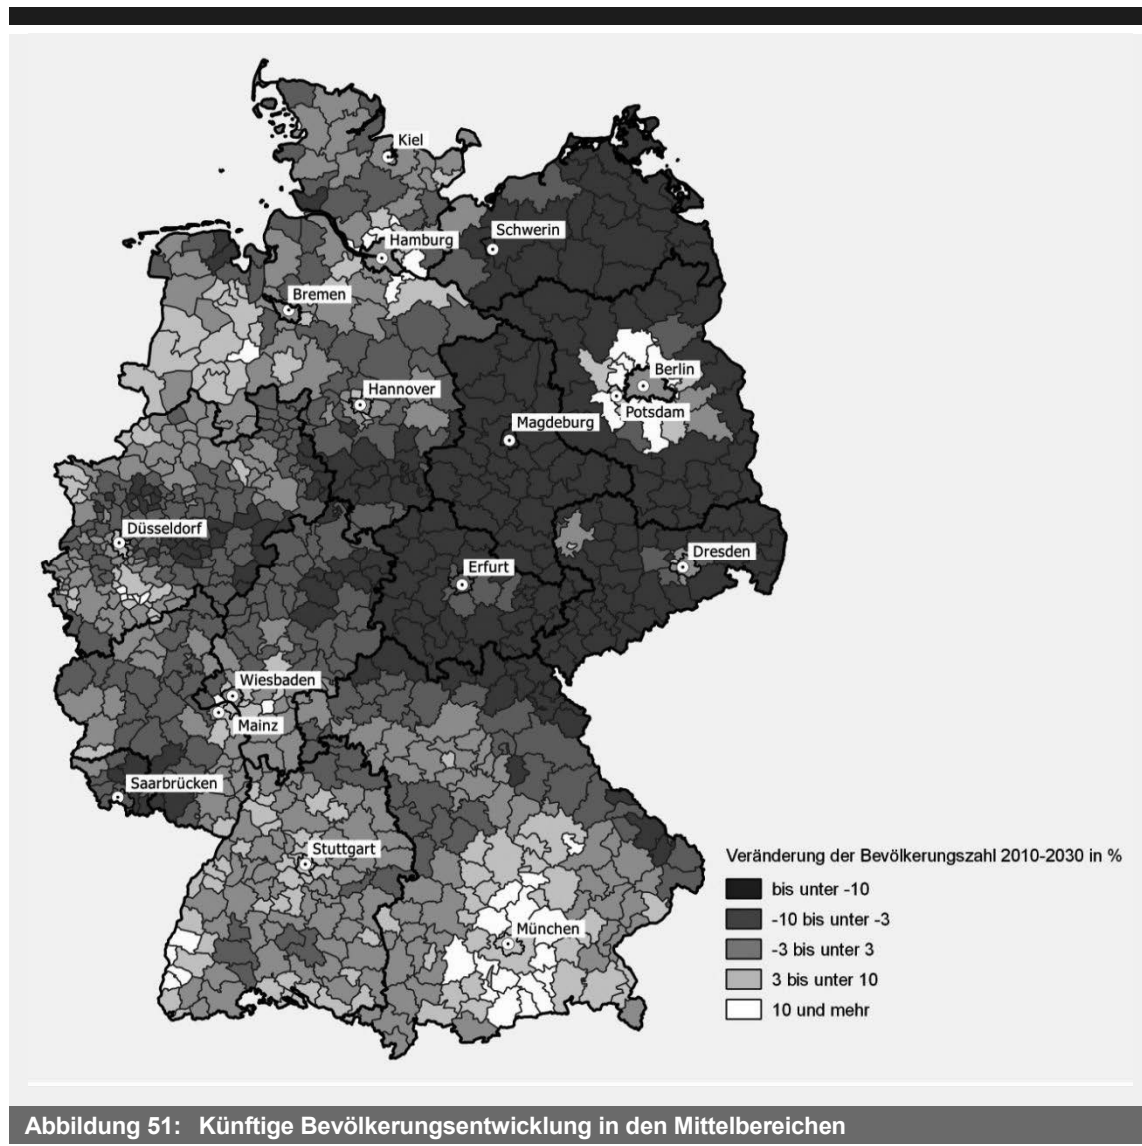 Kiel
Schwerin
Hamburg
Bremen
Berlin
Hannover
Potsdam
Magdeburg
Düsseldorf
Dresden
Erfurt
Wiesbaden
Mainz
Saarbrücken
Stuttgart
München
Veränderung der Bevölkerungszahl 2010-2030 in %
bis unter -10
-10 bis unter -3
-3 bis unter 3
3 bis unter 10
10 und mehr
Abbildung 51: Künftige Bevölkerungsentwicklung in den Mittelbereichen